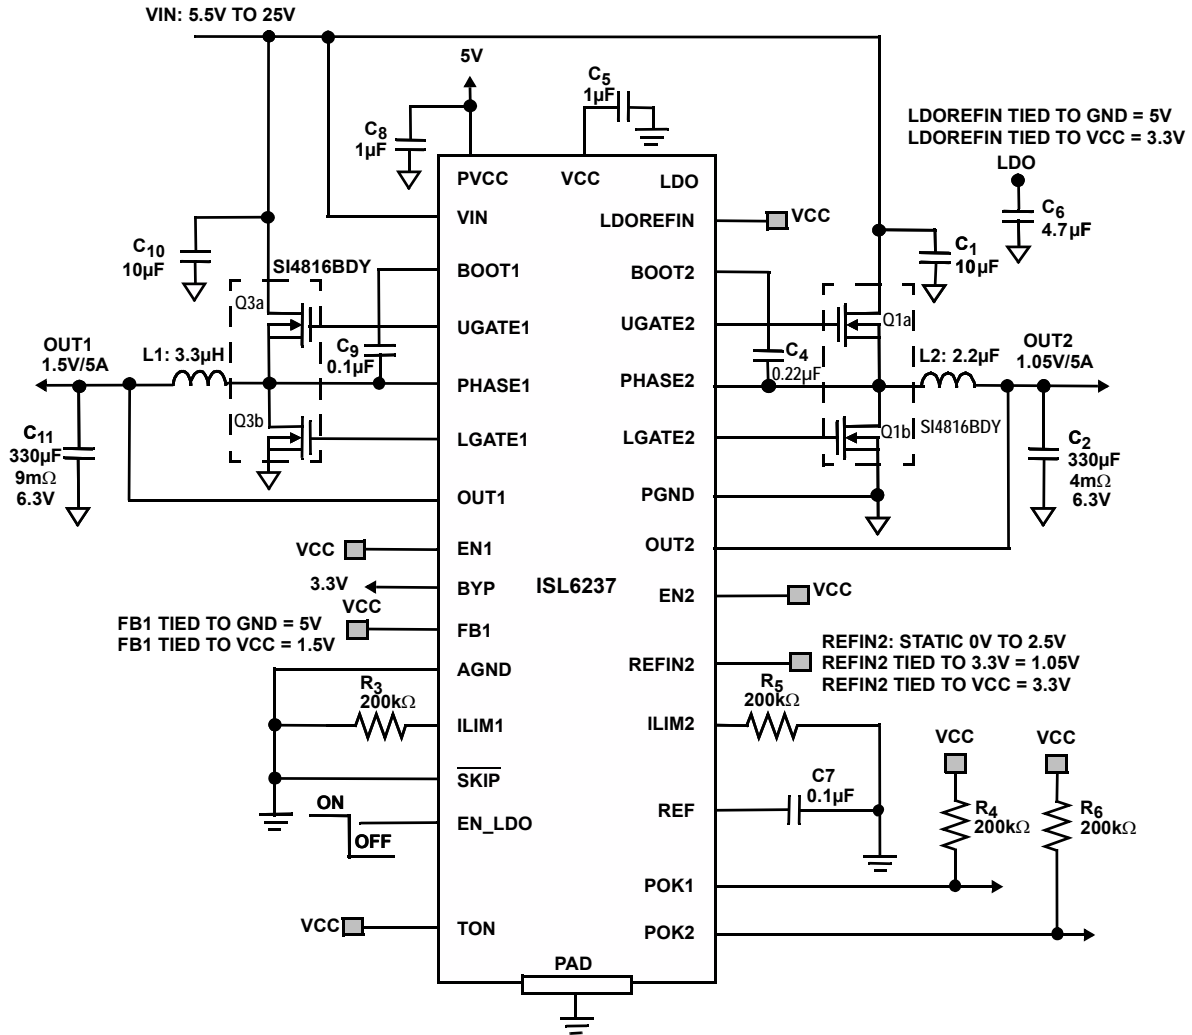 VIN: 5.5V TO 25V
5V
C5
1µF
C8
1µF
LDOREFIN TIED TO GND = 5V
LDOREFIN TIED TO VCC = 3.3V
LDO
C6
4.7µF
PVCC
VCC
LDO
VIN
LDOREFIN
VCC
C10
10µF
C1
10µF
SI4816BDY
BOOT1
BOOT2
Q3a
Q1a
UGATE1
UGATE2
OUT1
1.5V/5A
L1: 3.3µH
C9
0.1µF
C4
0.22µF
L2: 2.2µF
OUT2
1.05V/5A
PHASE1
PHASE2
Q3b
Q1b
SI4816BDY
C11
330µF
9mΩ
6.3V
LGATE1
LGATE2
C2
330µF
4mΩ
6.3V
OUT1
PGND
VCC
EN1
OUT2
3.3V
BYP
ISL6237
EN2
VCC
VCC
FB1 TIED TO GND = 5V
FB1 TIED TO VCC = 1.5V
FB1
AGND
REFIN2
REFIN2: STATIC 0V TO 2.5V
REFIN2 TIED TO 3.3V = 1.05V
REFIN2 TIED TO VCC = 3.3V
R3
200kΩ
ILIM1
R5
200kΩ
ILIM2
VCC
VCC
SKIP
C7
0.1µF
REF
ON
OFF
EN_LDO
R4
200kΩ
R6
200kΩ
POK1
VCC
TON
POK2
PAD